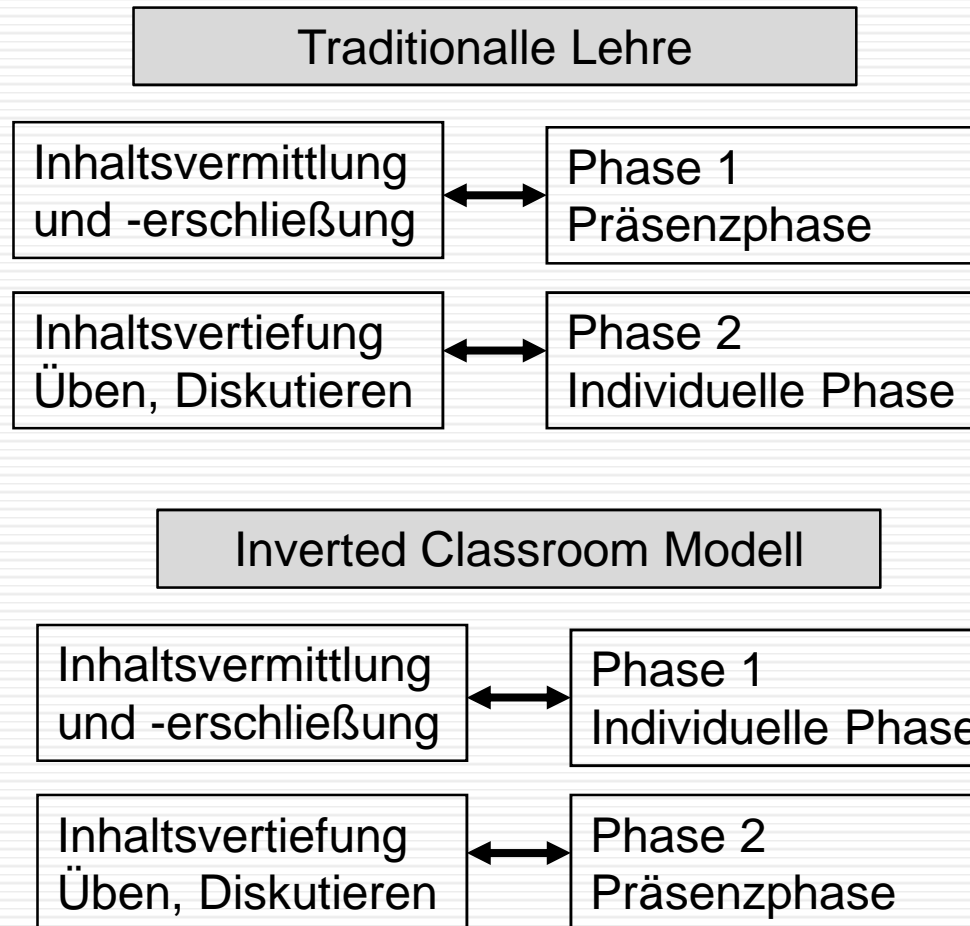 Traditionalle Lehre
Inhaltsvermittlung
und -erschließung
Phase 1
Präsenzphase
Inhaltsvertiefung
Üben, Diskutieren
Phase 2
Individuelle Phase
Inverted Classroom Modell
Inhaltsvermittlung
und -erschließung
Phase 1
Individuelle Phase
Inhaltsvertiefung
Üben, Diskutieren
Phase 2
Präsenzphase